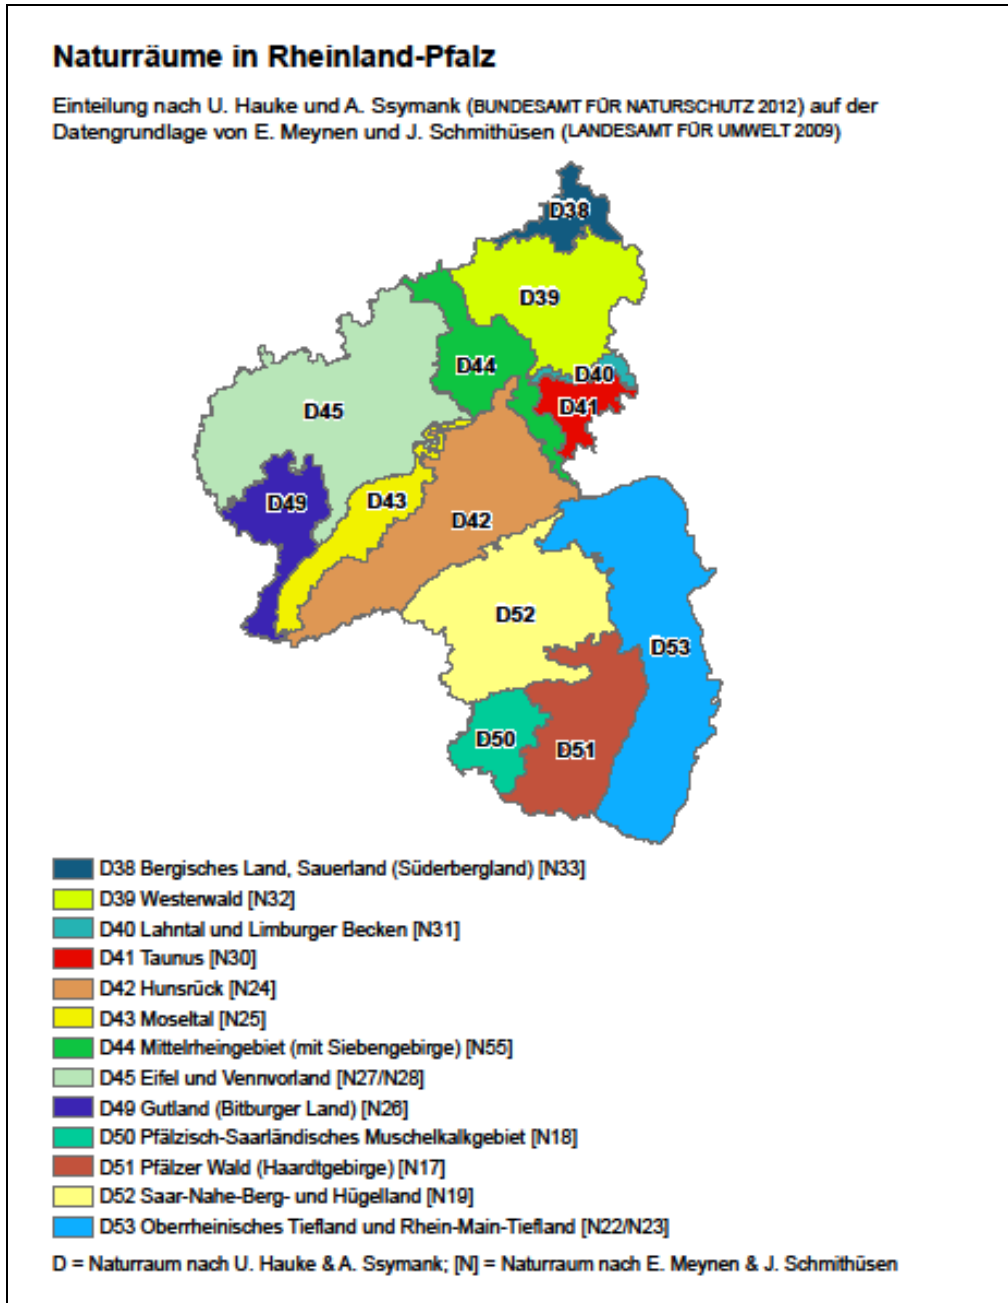 Naturräume in Rheinland-Pfalz
Einteilung nach U. Hauke und A. Ssymank (BUNDESAMT FÜR NATURSCHUTZ 2012) auf der
Datengrundlage von E. Meynen und J. Schmithüsen (LANDESAMT FÜR UMWELT 2009)
D38
D39
D44
D40
D41
D45
D43
D49
D42
D52
D53
D50
D51
D38 Bergisches Land, Sauerland (Süderbergland) [N33]
D39 Westerwald [N32]
D40 Lahntal und Limburger Becken [N31]
D41 Taunus [N30]
D42 Hunsrück [N24]
D43 Moseltal [N25]
D44 Mittelrheingebiet (mit Siebengebirge) [N55]
D45 Eifel und Vennvorland [N27/N28]
D49 Gutland (Bitburger Land) [N26]
D50 Pfälzisch-Saarländisches Muschelkalkgebiet [N18]
D51 Pfälzer Wald (Haardtgebirge) [N17]
D52 Saar-Nahe-Berg- und Hügelland [N19]
D53 Oberrheinisches Tiefland und Rhein-Main-Tiefland [N22/N23]
D = Naturraum nach U. Hauke & A. Ssymank; [N] = Naturraum nach E. Meynen & J. Schmithüsen